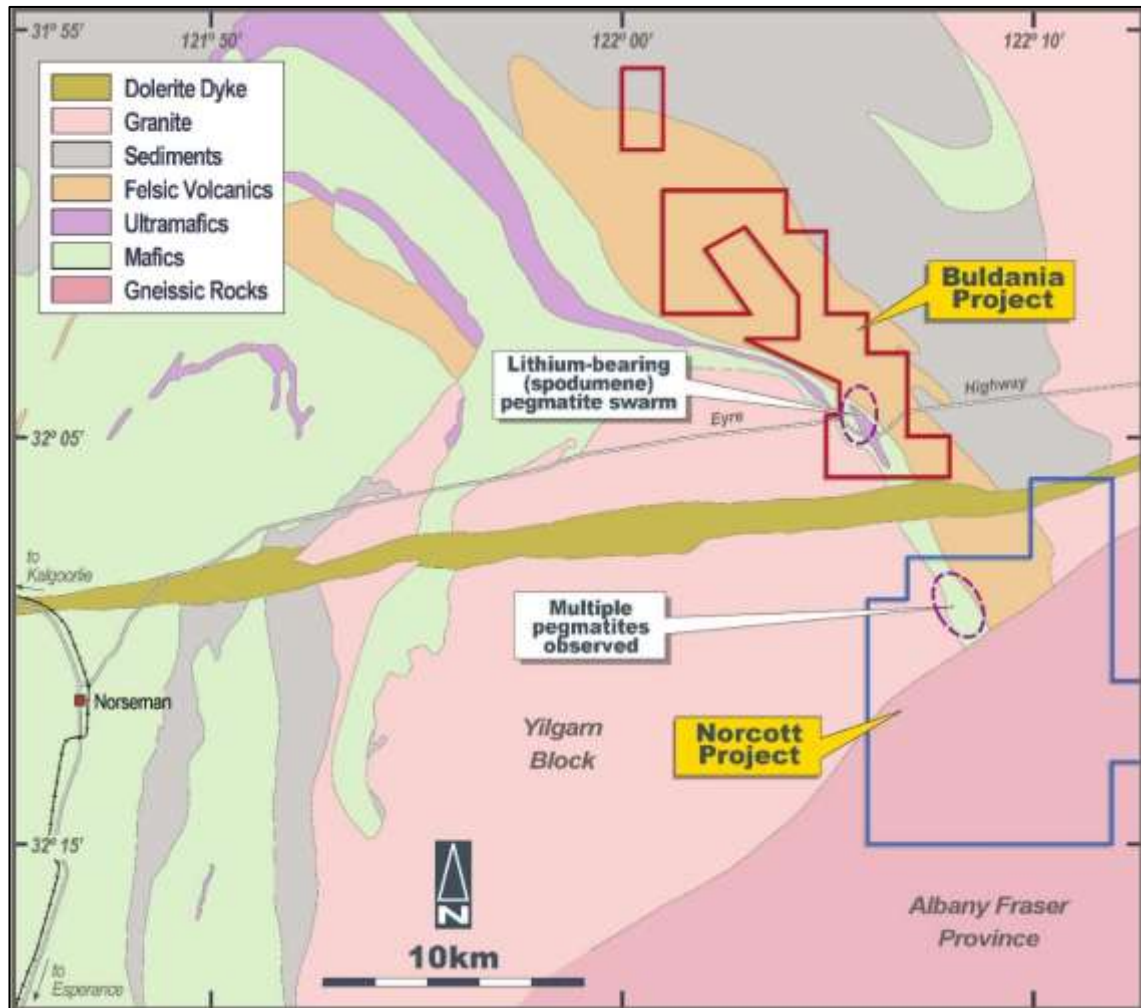 31° 55'
121° 50'
122° 00'
122° 10'
Dolerite Dyke
Granite
Sediments
Felsic Volcanics
Ultramafics
Mafics
Gneissic Rocks
Buldania
Project
Lithium-bearing
(spodumene)
pegmatite swarm
Highway
Eyre
32° 05'
to
Kalgoorlie
Multiple
pegmatites
observed
Norseman
Yilgarn
Block
Norcott
Project
32° 15'
N
10km
Albany Fraser
Province
to
Esperance